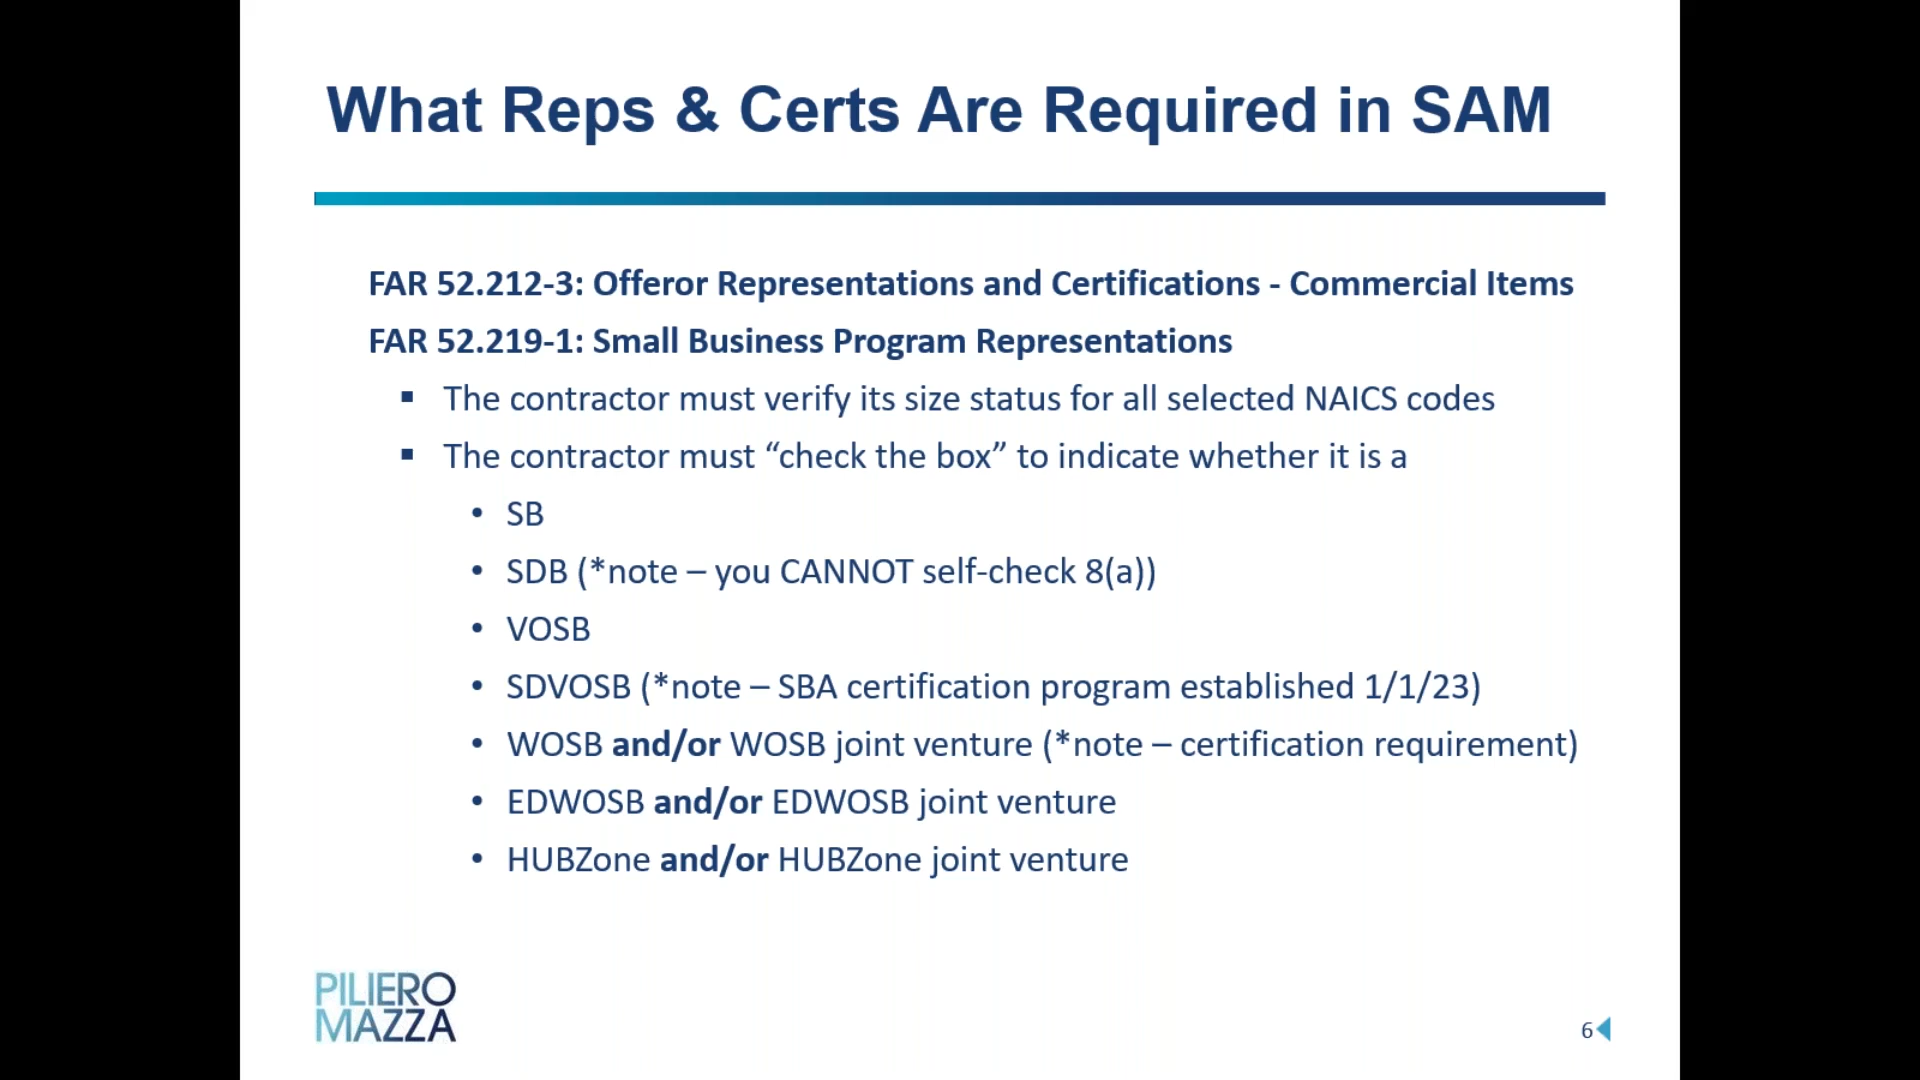 What Reps & Certs Are Required in SAM
FAR 52.212-3: Offeror Representations and Certifications - Commercial Items
FAR 52.219-1: Small Business Program Representations
▪ The contractor must verify its size status for all selected NAICS codes
▪ The contractor must “check the box” to indicate whether it is a
• SB
• SDB (*note – you CANNOT self-check 8(a))
• VOSB
• SDVOSB (*note – SBA certification program established 1/1/23)
• WOSB and/or WOSB joint venture (*note – certification requirement)
• EDWOSB and/or EDWOSB joint venture
• HUBZone and/or HUBZone joint venture
PILIERO
MAZZA
6